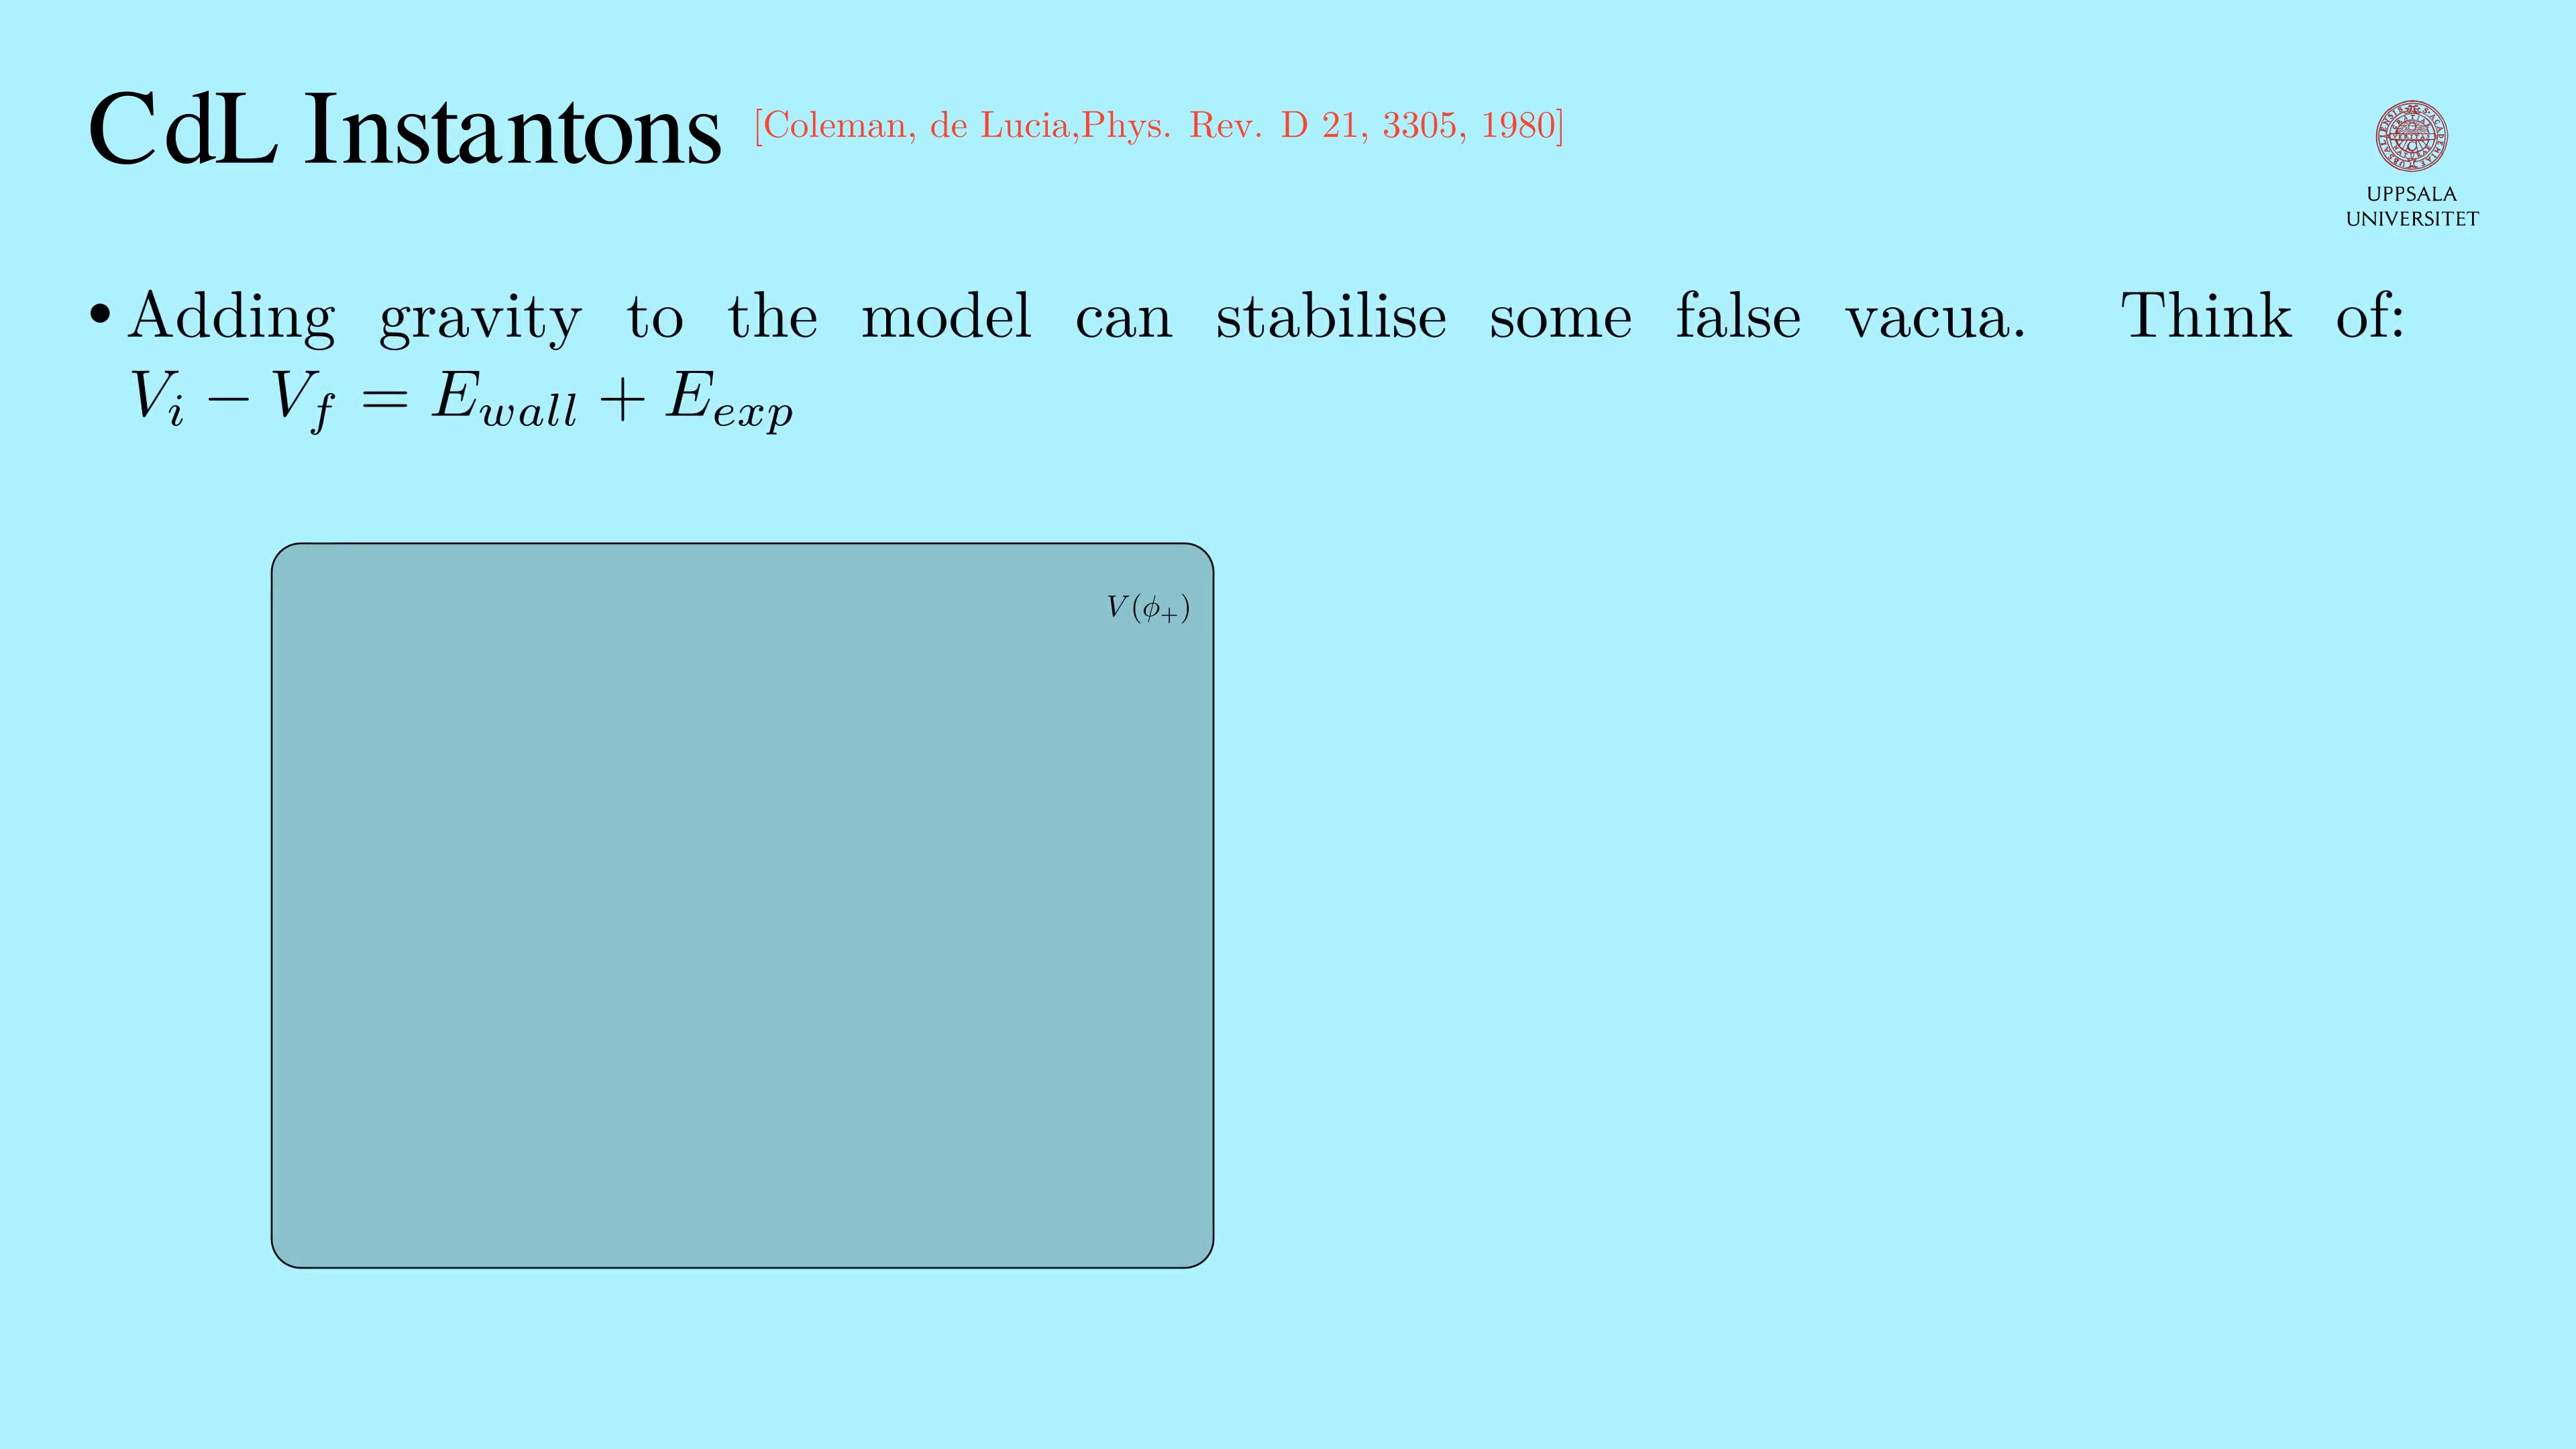 CdL Instantons [Coleman, de Lucia,Phys. Rev. D 21, 3305, 1980]
UPPSALA
UNIVERSITET
• Adding gravity to the model can stabilise some false vacua. Think of:
$V_i - V_f = E_{wall} + E_{exp}$
$V(\phi_+)$